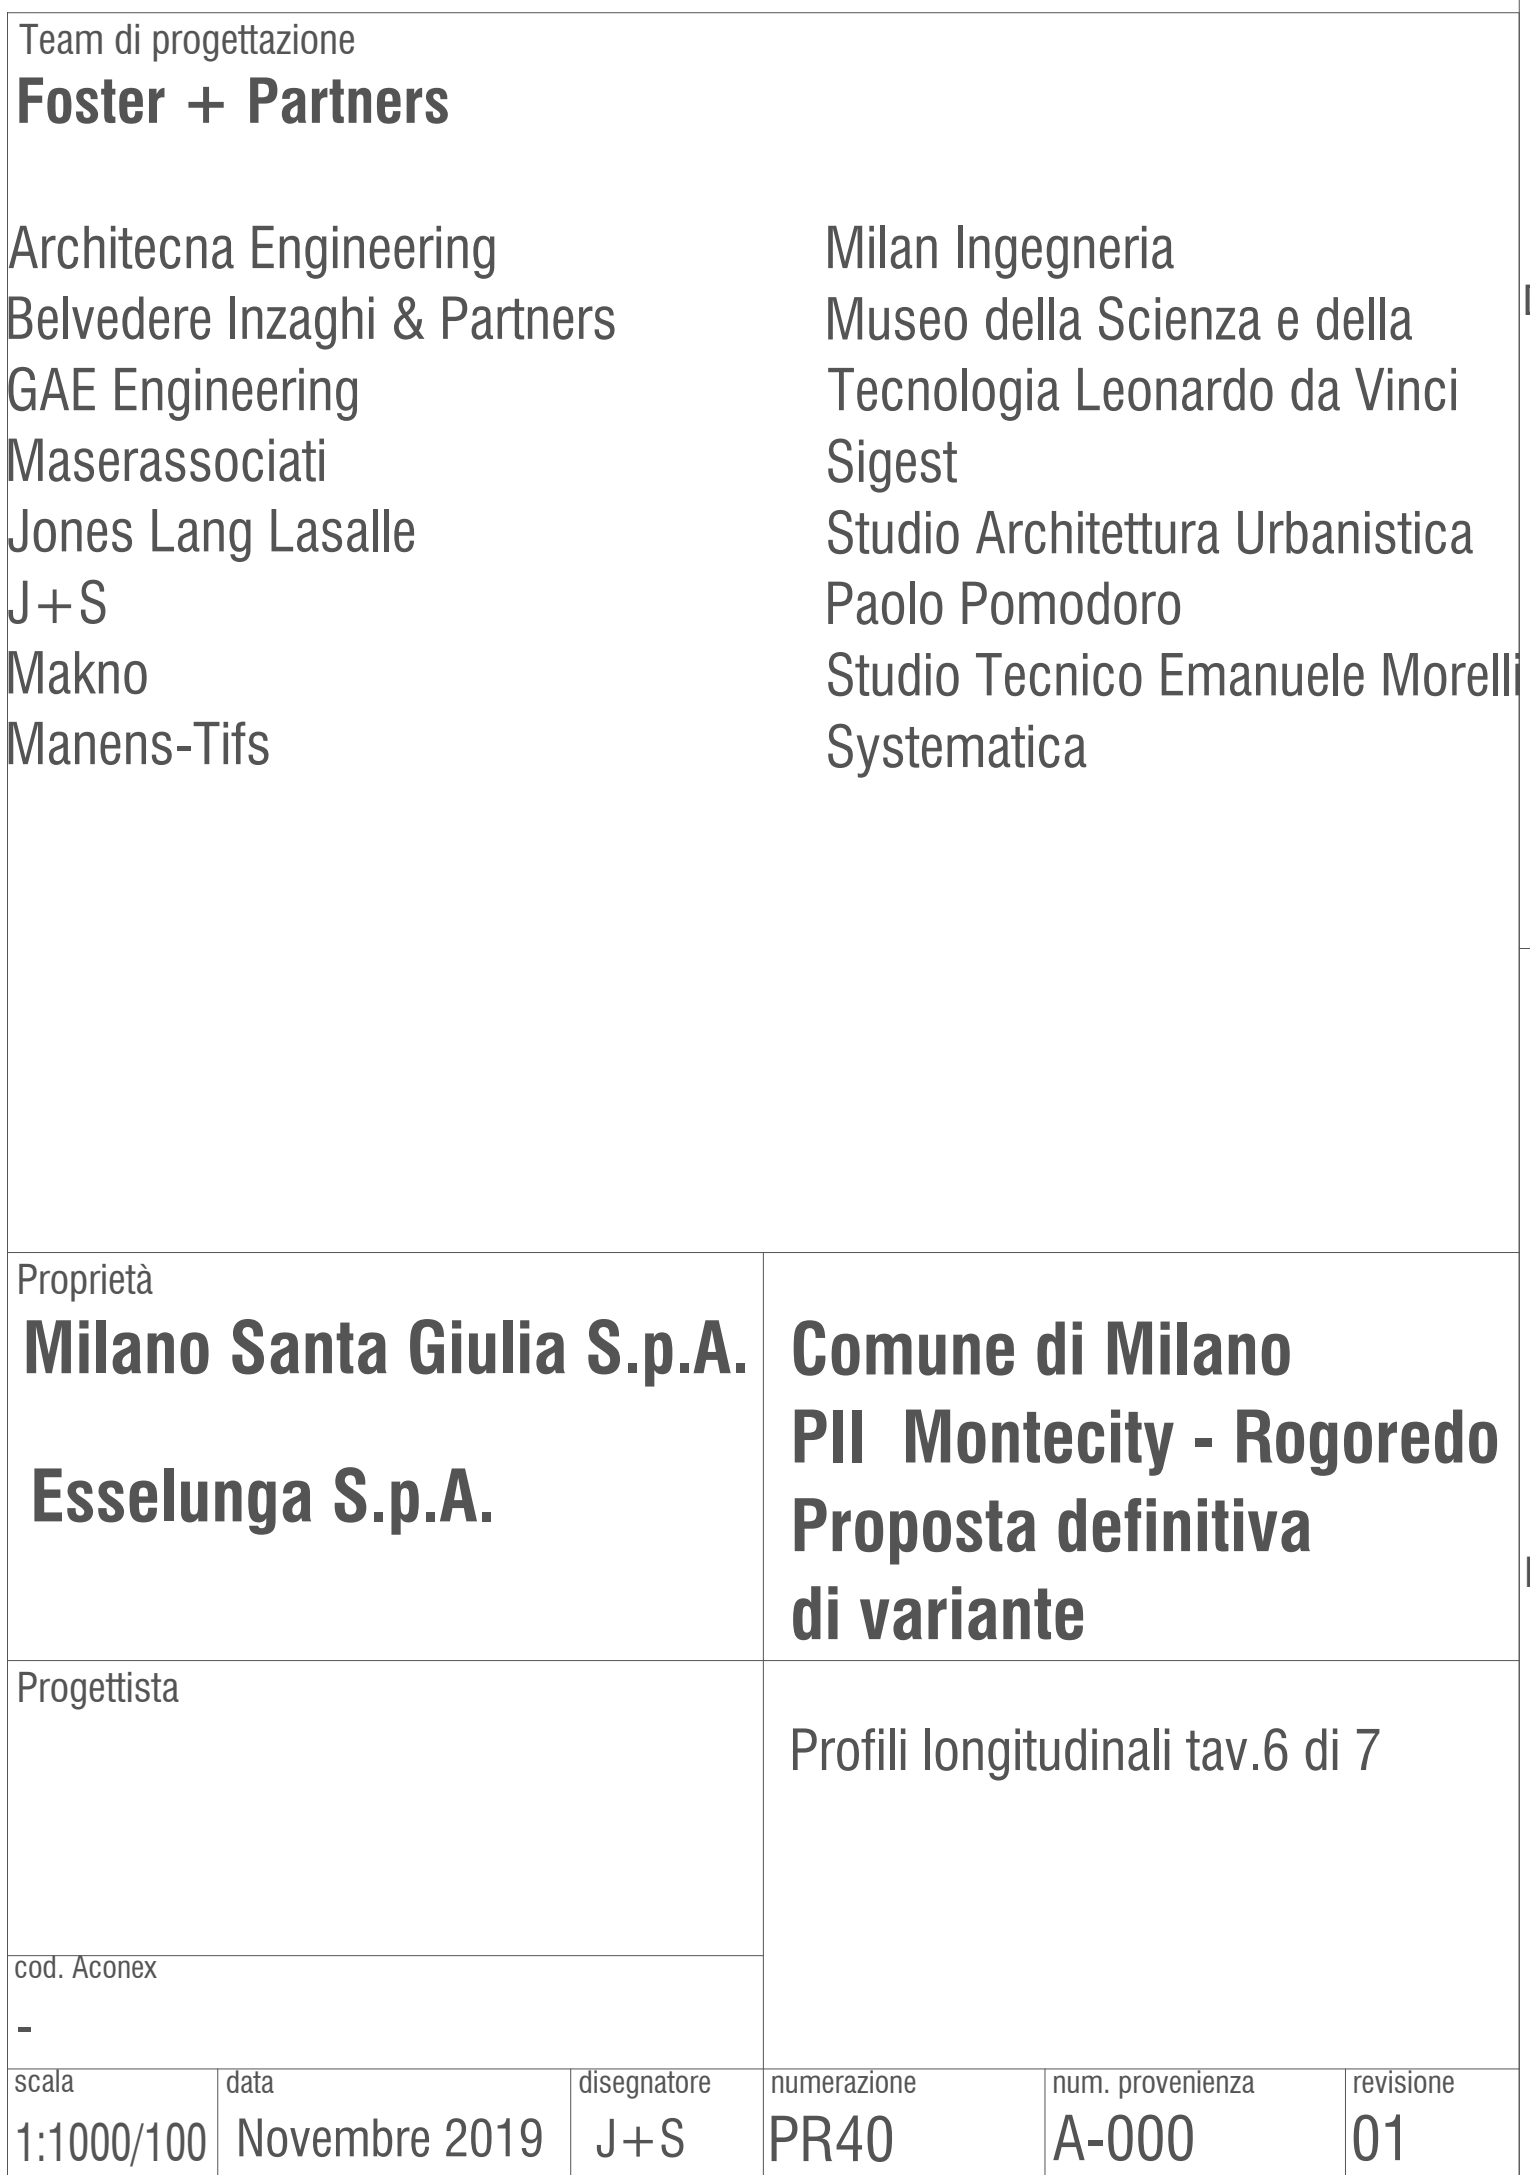 Team di progettazione
Foster + Partners
Architecna Engineering
Belvedere Inzaghi & Partners
GAE Engineering
Maserassociati
Jones Lang Lasalle
J+S
Makno
Manens-Tifs
Milan Ingegneria
Museo della Scienza e della
Tecnologia Leonardo da Vinci
Sigest
Studio Architettura Urbanistica
Paolo Pomodoro
Studio Tecnico Emanuele Morelli
Systematica
Proprietà
Milano Santa Giulia S.p.A.
Esselunga S.p.A.
Comune di Milano
PII Montecity - Rogoredo
Proposta definitiva
di variante
Progettista
Profili longitudinali tav.6 di 7
cod. Aconex
-
scala
1:1000/100
data
Novembre 2019
disegnatore
J+S
numerazione
PR40
num. provenienza
A-000
revisione
01